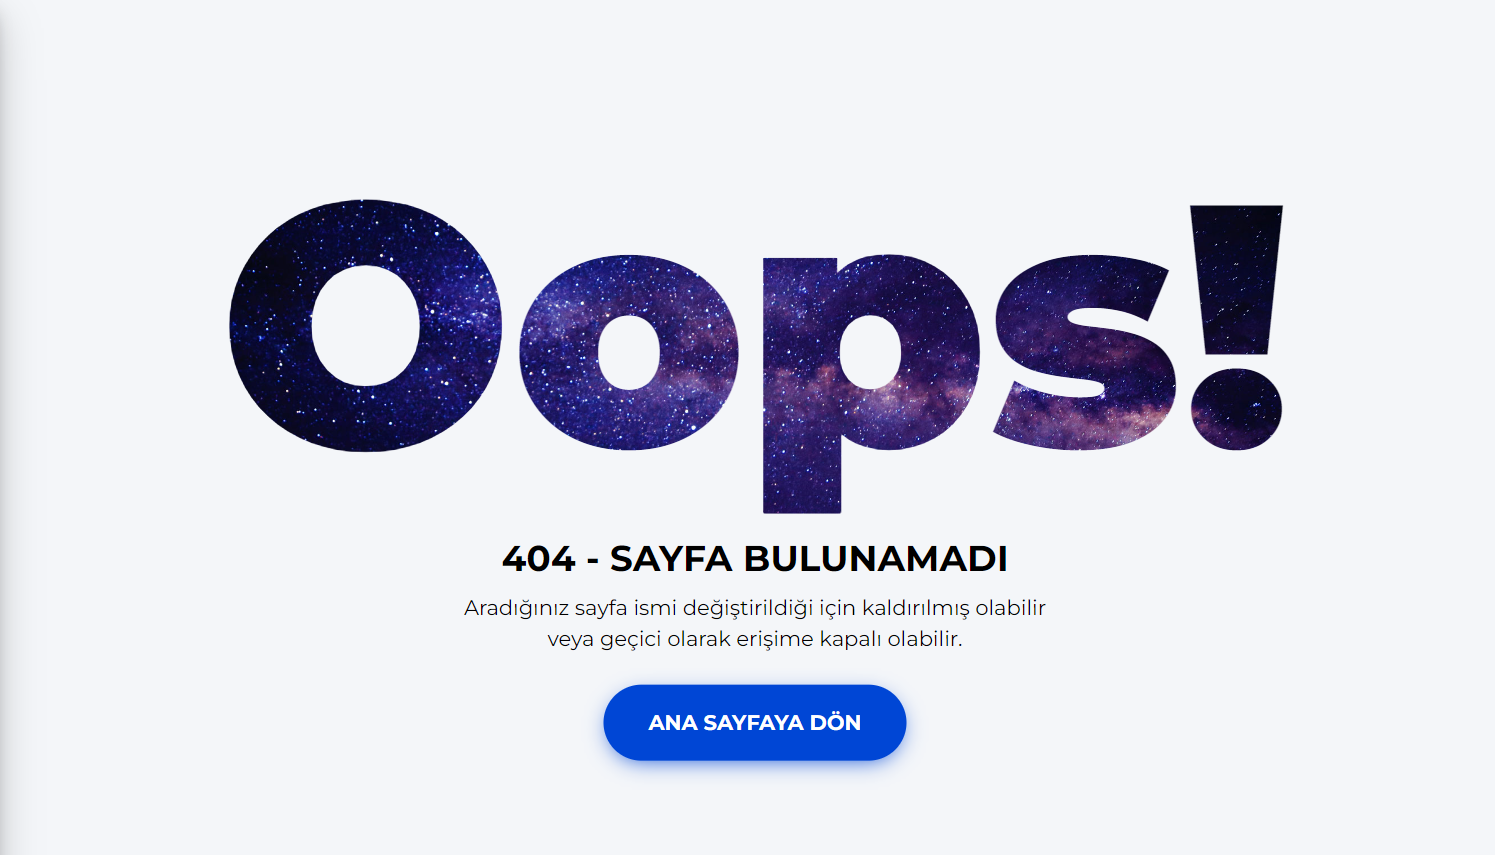 Oops!
404 - SAYFA BULUNAMADI
Aradığınız sayfa ismi değiştirildiği için kaldırılmış olabilir
veya geçici olarak erişime kapalı olabilir.
ANA SAYFAYA DÖN